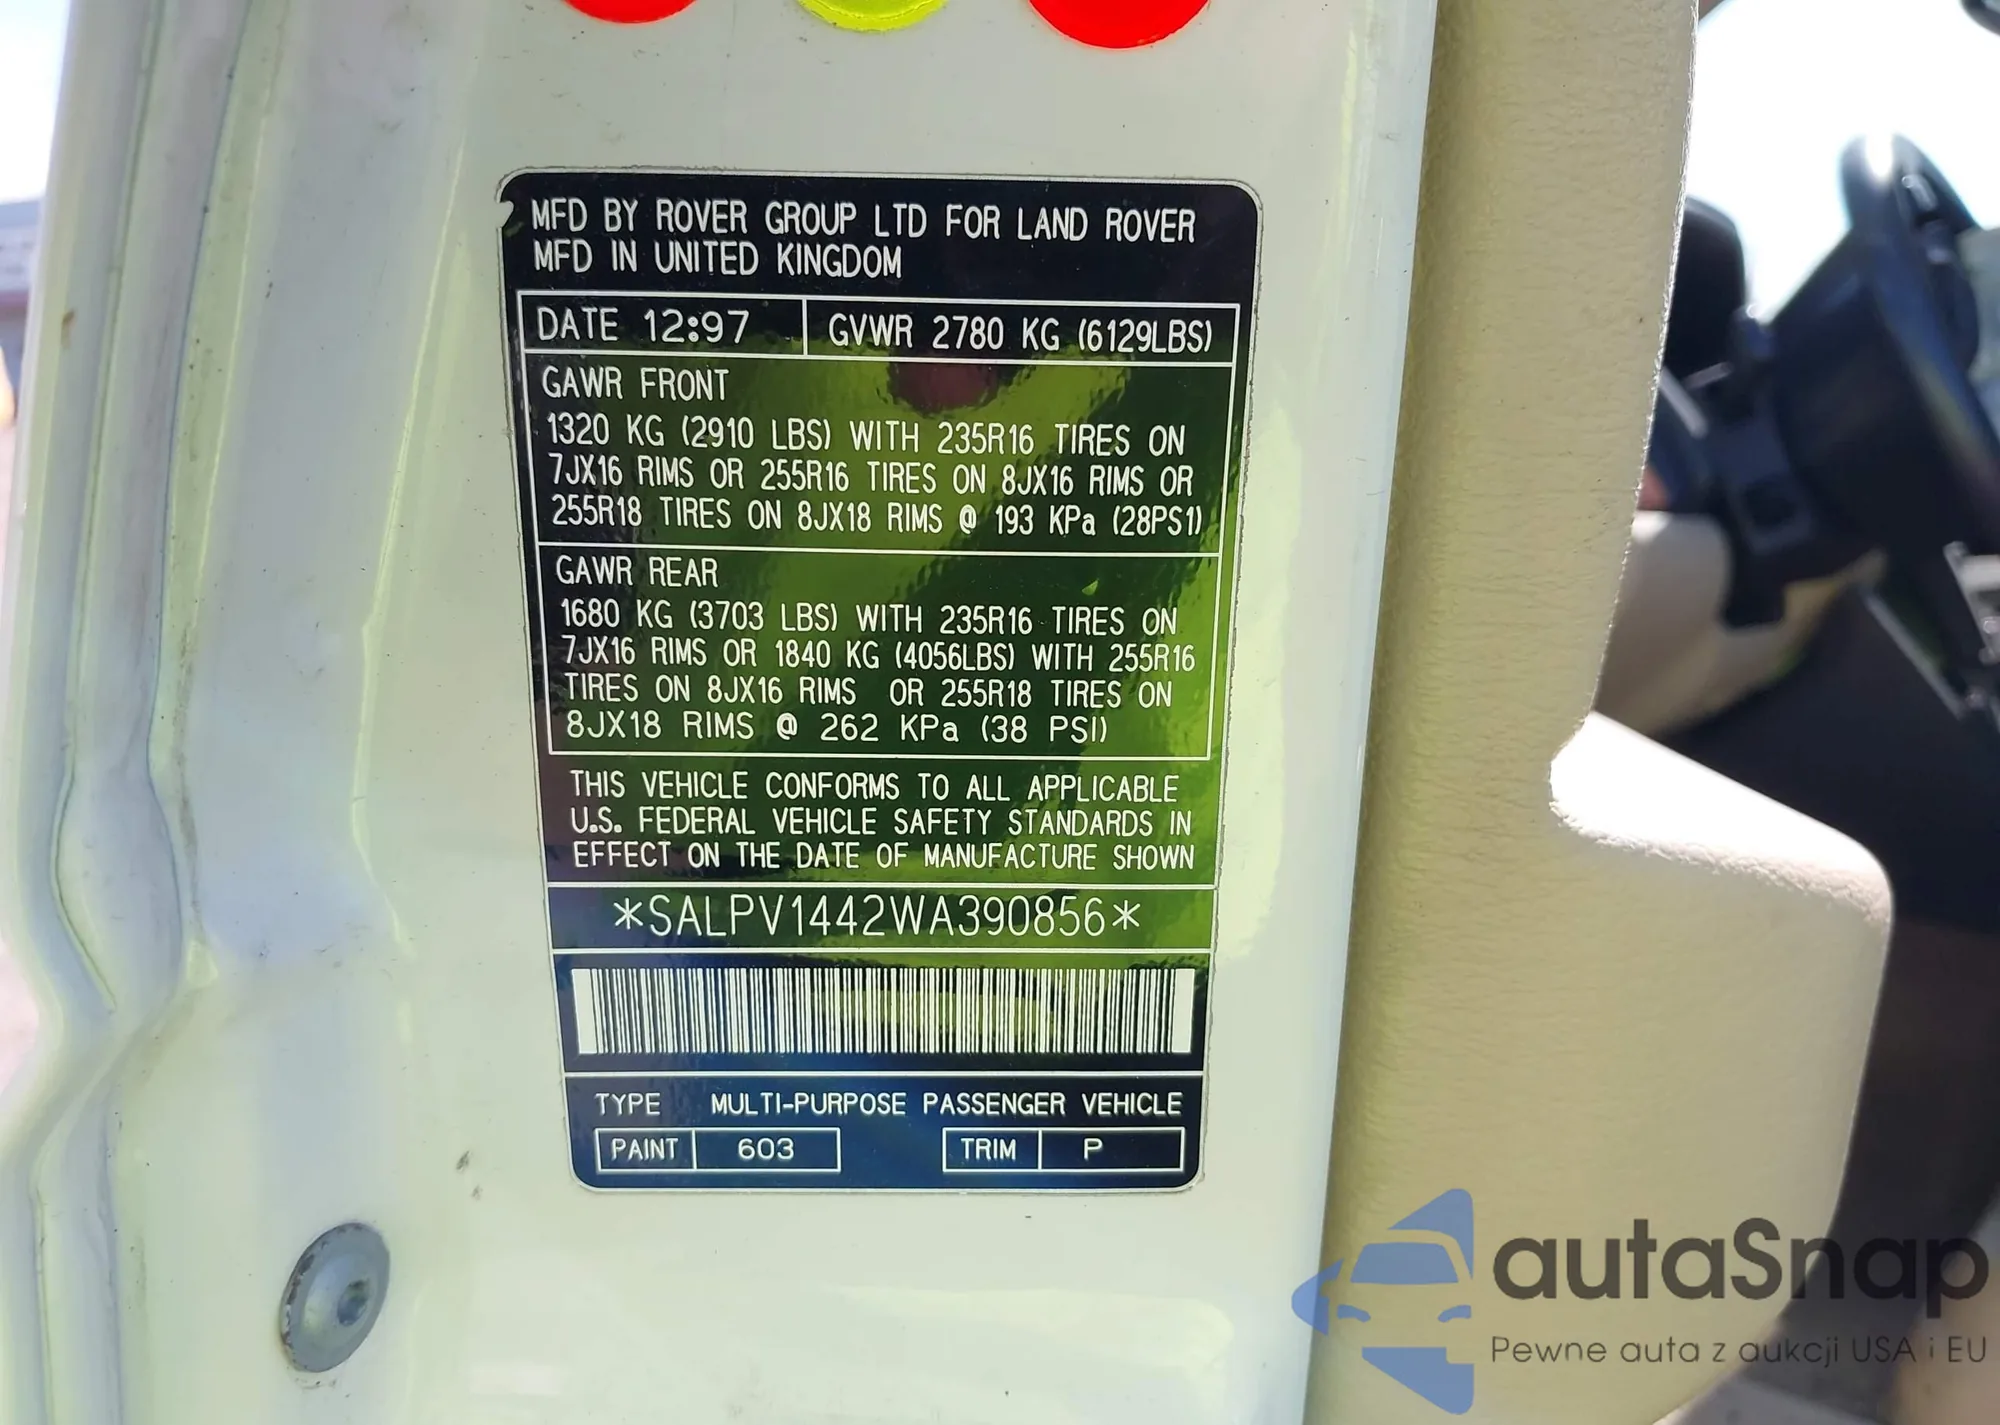 MFD BY ROVER GROUP LTD FOR LAND ROVER
MFD IN UNITED KINGDOM
DATE 12:97 GVWR 2780 KG (6129LBS)
GAWR FRONT
1320 KG (2910 LBS) WITH 235R16 TIRES ON
7JX16 RIMS OR 255R16 TIRES ON 8JX16 RIMS OR
255R18 TIRES ON 8JX18 RIMS @ 193 KPa (28PS1)
GAWR REAR
1680 KG (3703 LBS) WITH 235R16 TIRES ON
7JX16 RIMS OR 1840 KG (4056LBS) WITH 255R16
TIRES ON 8JX16 RIMS OR 255R18 TIRES ON
8JX18 RIMS @ 262 KPa (38 PSI)
THIS VEHICLE CONFORMS TO ALL APPLICABLE
U.S. FEDERAL VEHICLE SAFETY STANDARDS IN
EFFECT ON THE DATE OF MANUFACTURE SHOWN
*SALPV1442WA390856*
TYPE MULTI-PURPOSE PASSENGER VEHICLE
PAINT 603 TRIM P
autaSnap
Pewne auta z aukcji USA i EU